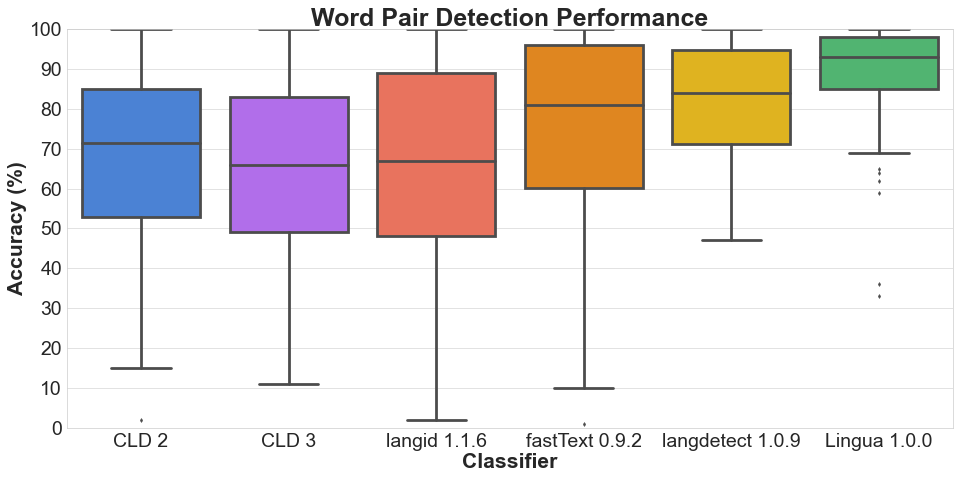 Word Pair Detection Performance
Accuracy (%)
100
90
80
70
60
50
40
30
20
10
0
CLD 2 CLD 3 langid 1.1.6 fastText 0.9.2 langdetect 1.0.9 Lingua 1.0.0
Classifier